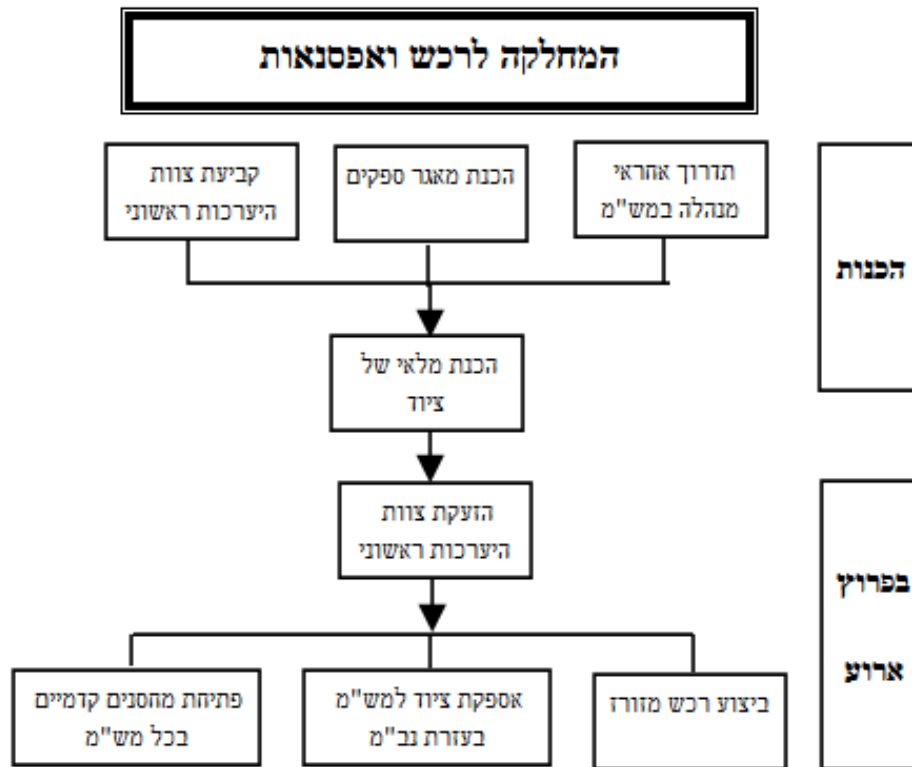 המחלקה לרכש ואפסנאות
תדרוך אחראי
מנהלה במש"מ
הכנת מאגר ספקים
קביעת צוות
היערכות ראשוני
הכנות
הכנת מלאי של
ציוד
הזעקת צוות
היערכות ראשוני
בפרוץ
ארוע
ביצוע רכש מזורז
אספקת ציוד למש"מ
בעזרת נב"מ
פתיחת מחסנים קדמיים
בכל מש"מ